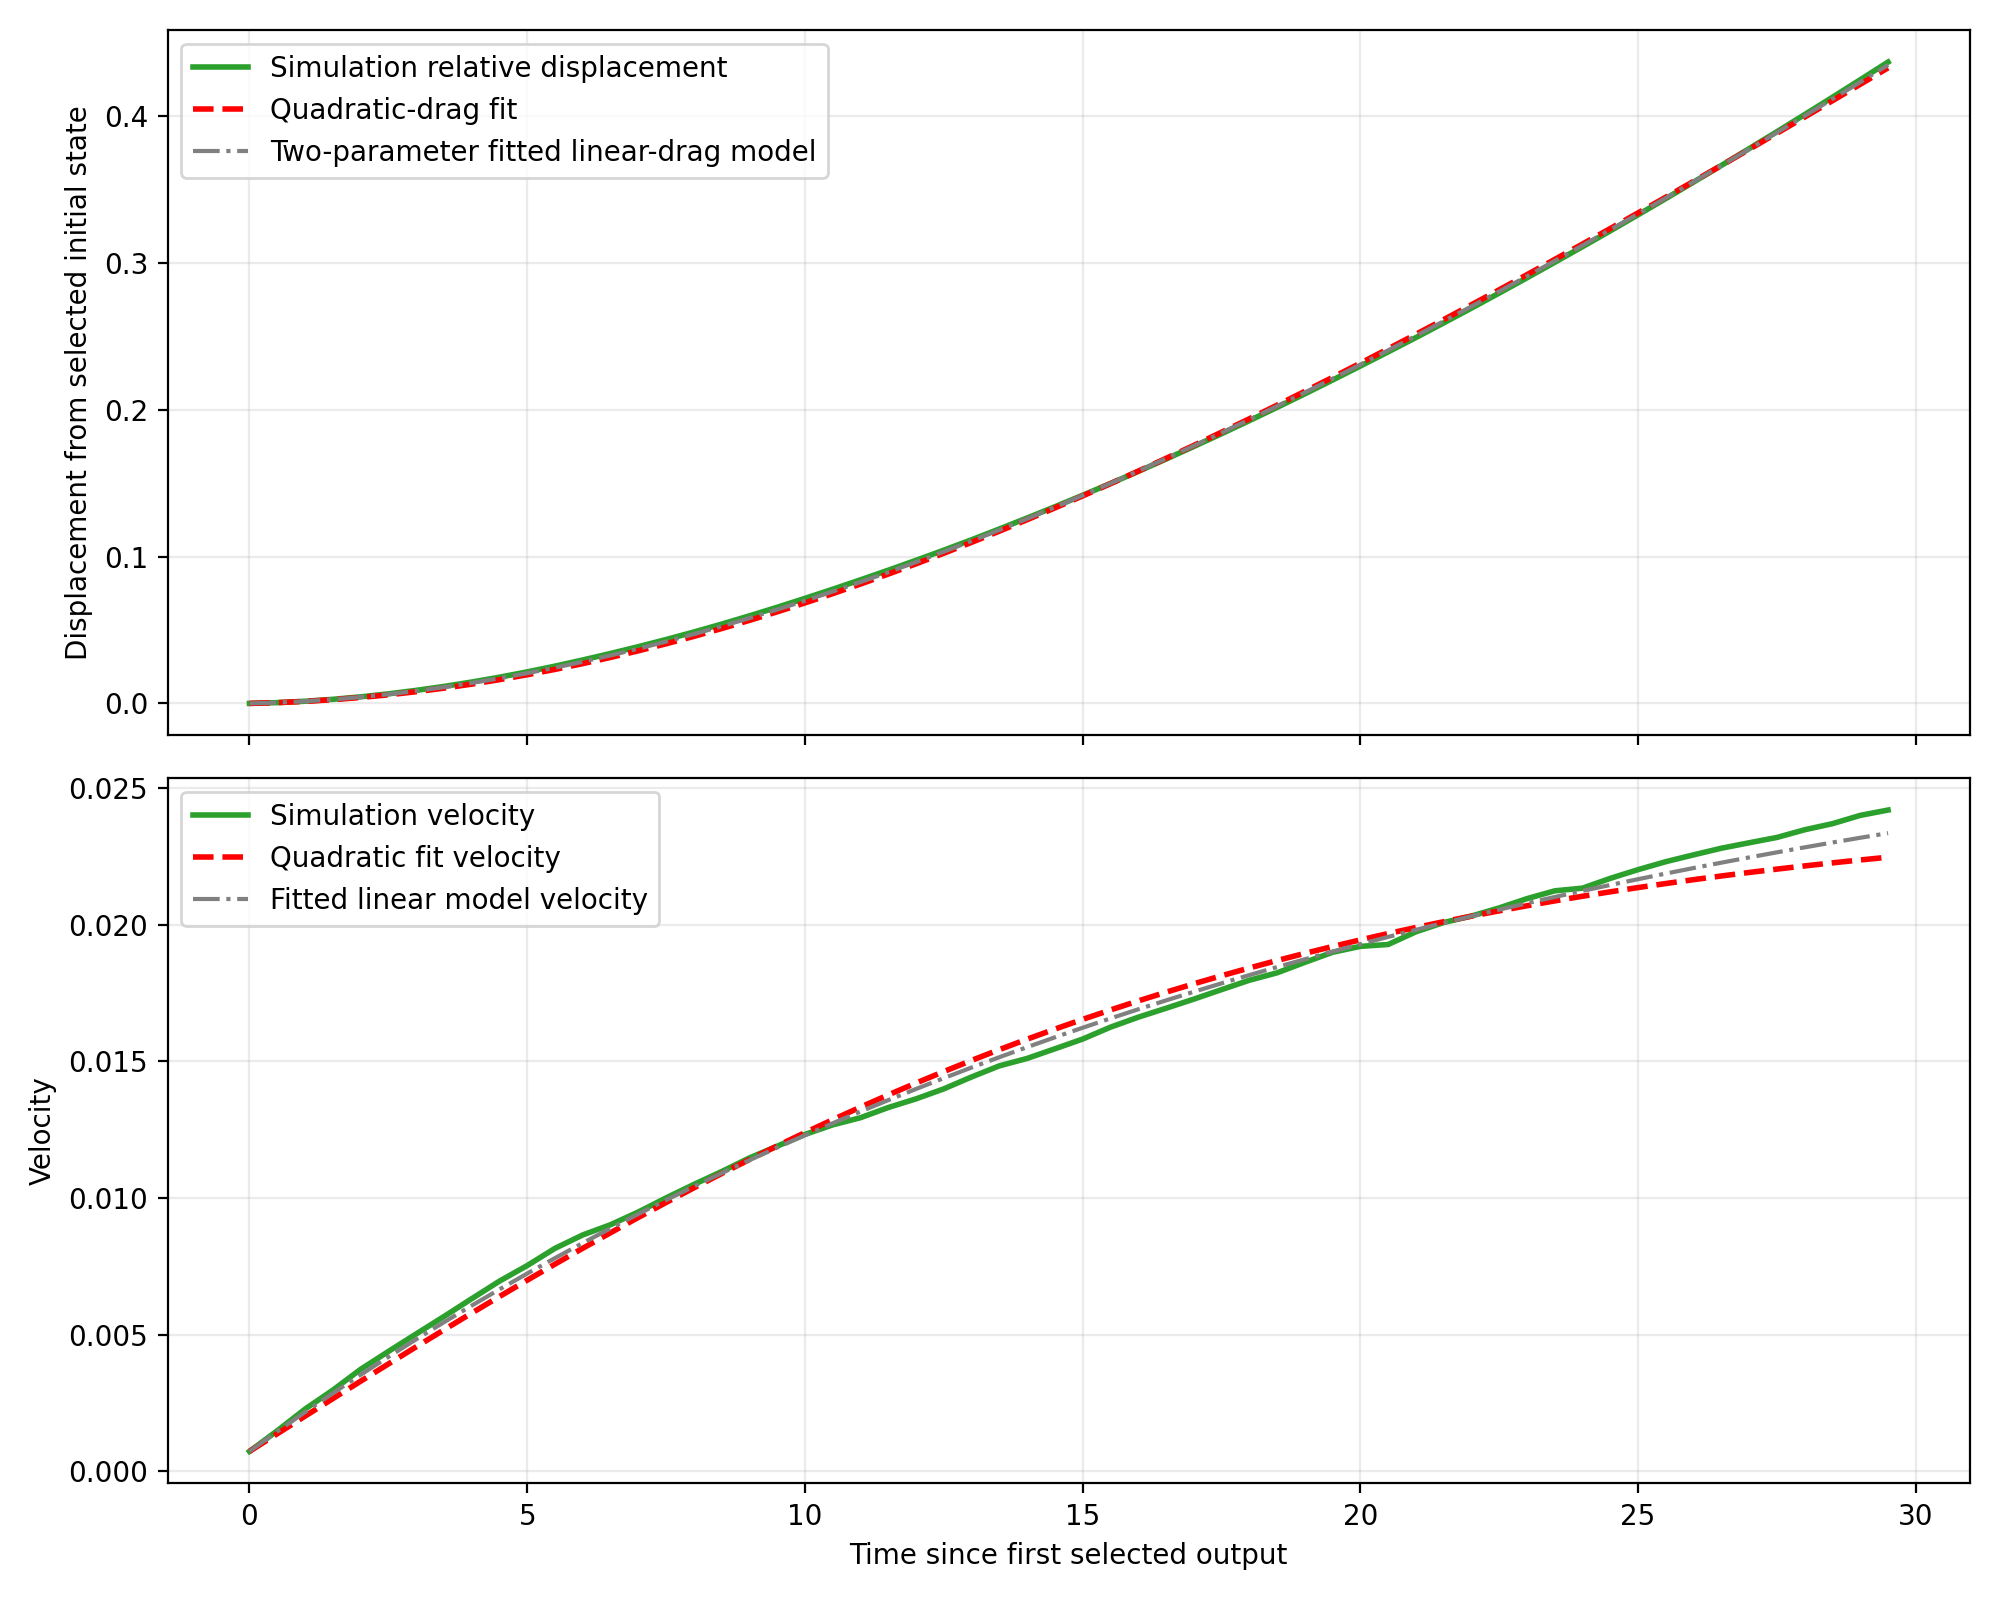 Simulation relative displacement
Quadratic-drag fit
Two-parameter fitted linear-drag model
Displacement from selected initial state
0.4
0.3
0.2
0.1
0.0
Simulation velocity
Quadratic fit velocity
Fitted linear model velocity
Velocity
0.025
0.020
0.015
0.010
0.005
0.000
0 5 10 15 20 25 30
Time since first selected output